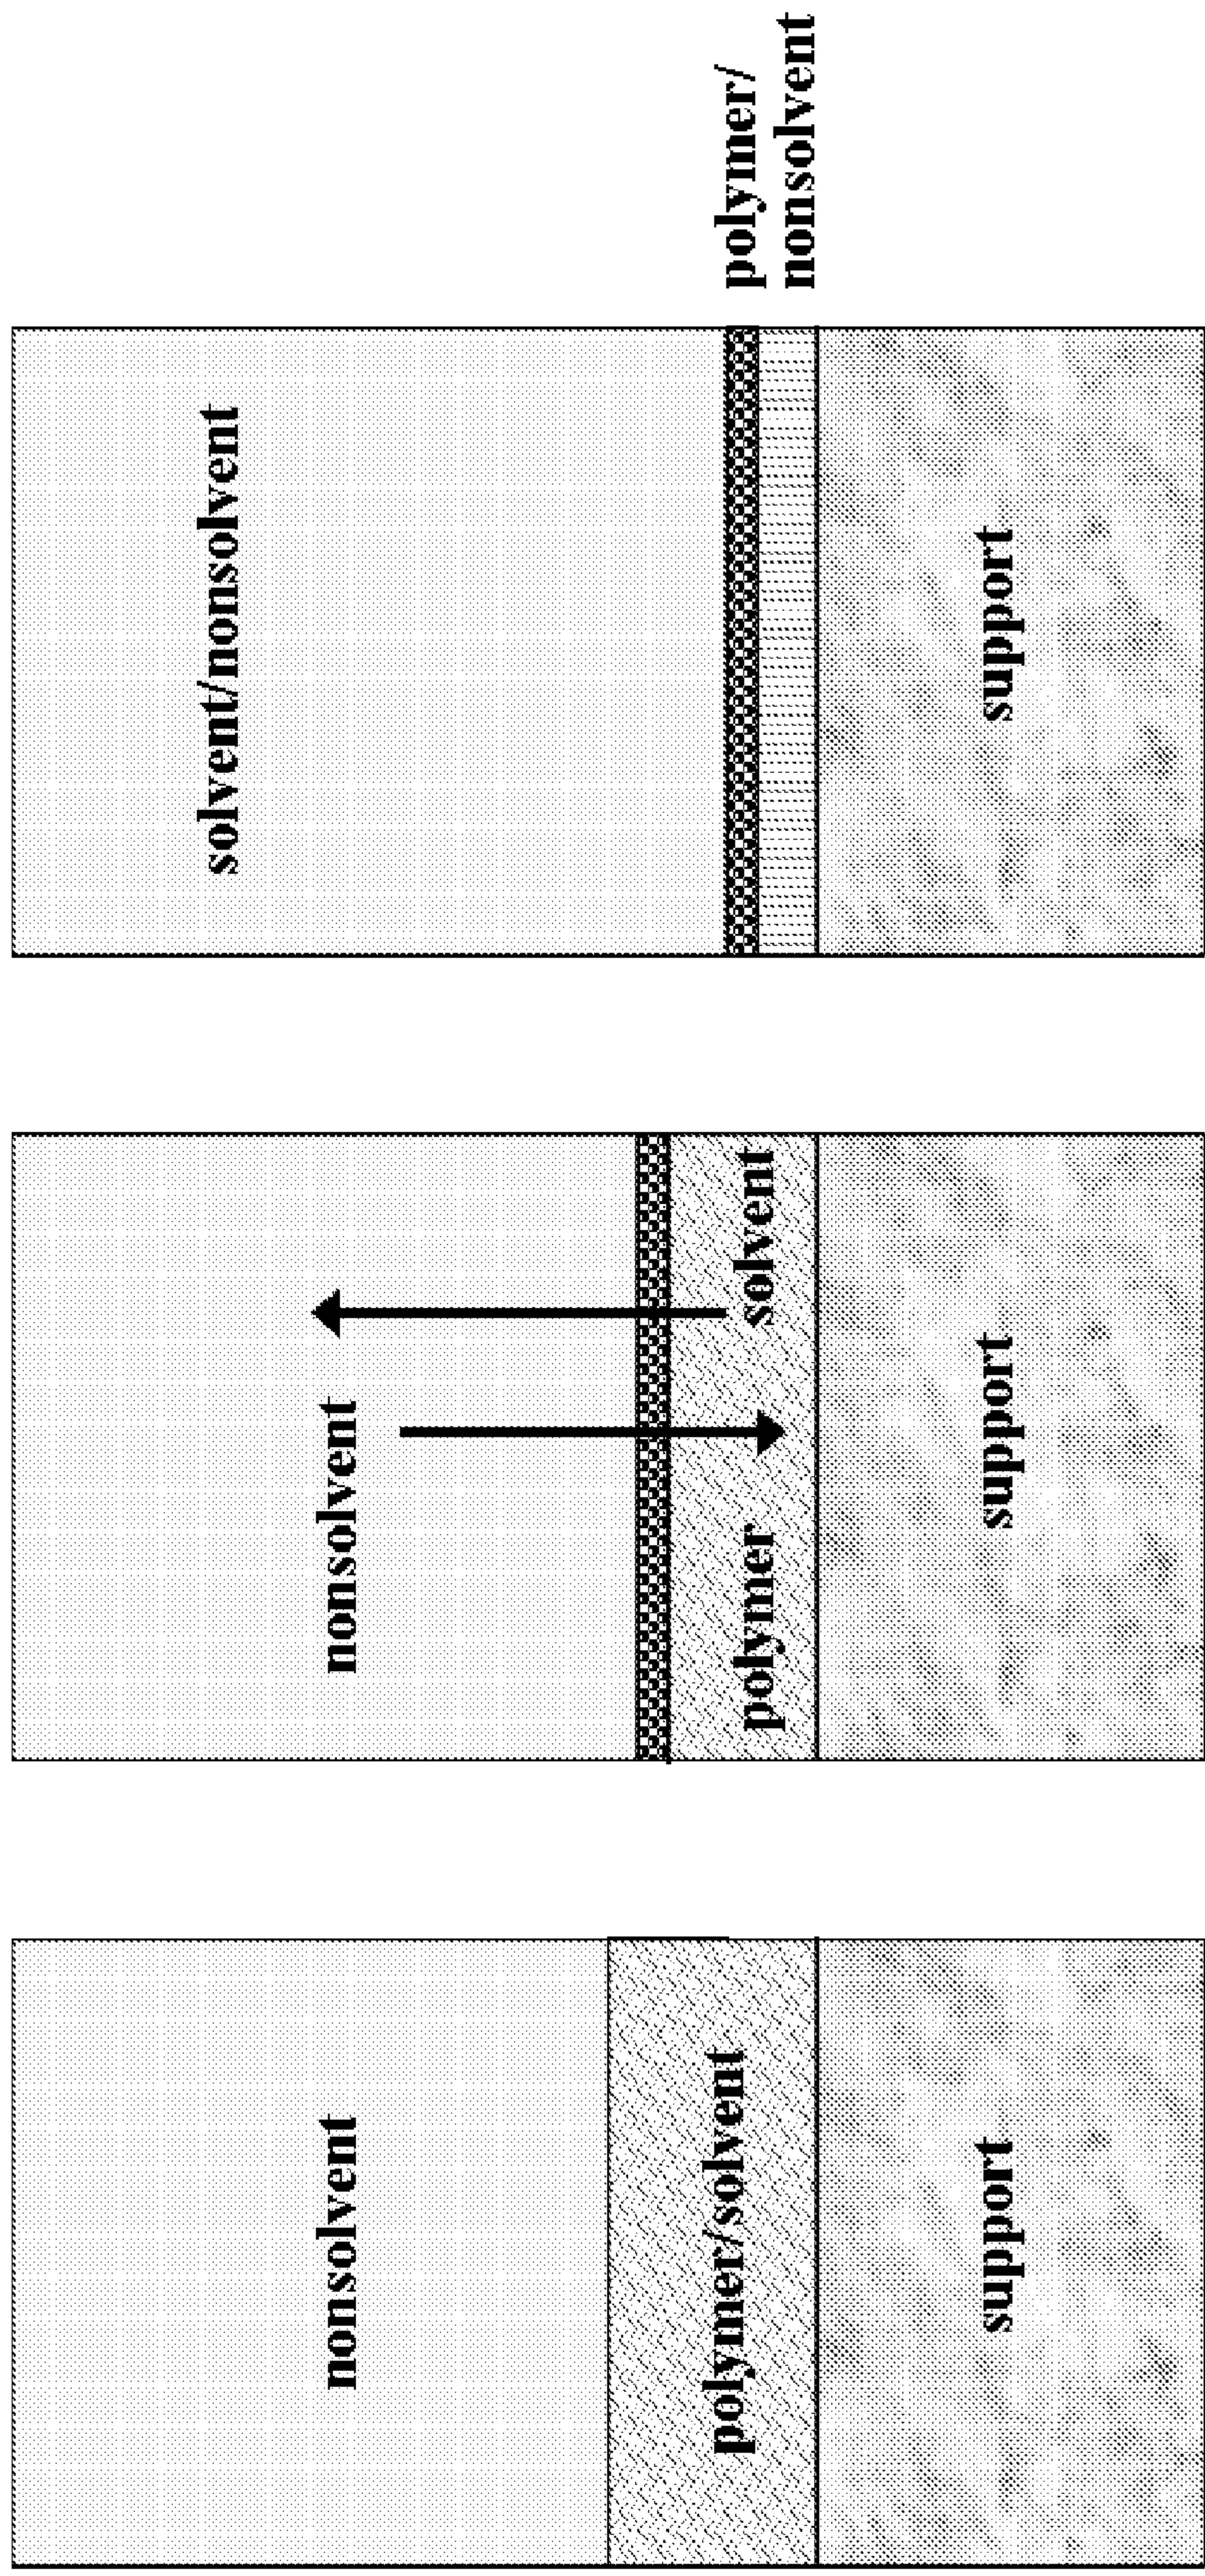 nonsolvent
polymer/solvent
support
nonsolvent
polymer
solvent
support
solvent/nonsolvent
polymer/
nonsolvent
support